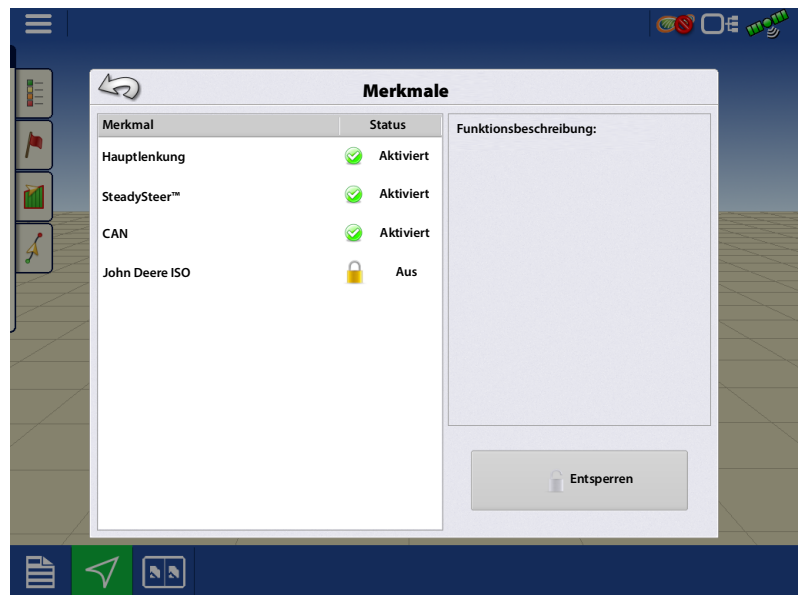 Merkmale
Merkmal Status
Hauptlenkung Aktiviert
SteadySteer™ Aktiviert
CAN Aktiviert
John Deere ISO Aus
Funktionsbeschreibung:
Entsperren